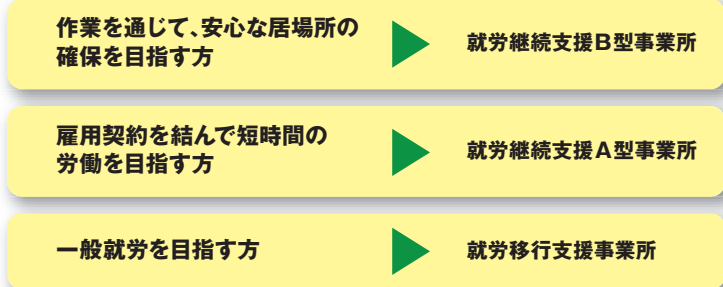 作業を通じて、安心な居場所の
確保を目指す方
就労継続支援B型事業所
雇用契約を結んで短時間の
労働を目指す方
就労継続支援A型事業所
一般就労を目指す方
就労移行支援事業所